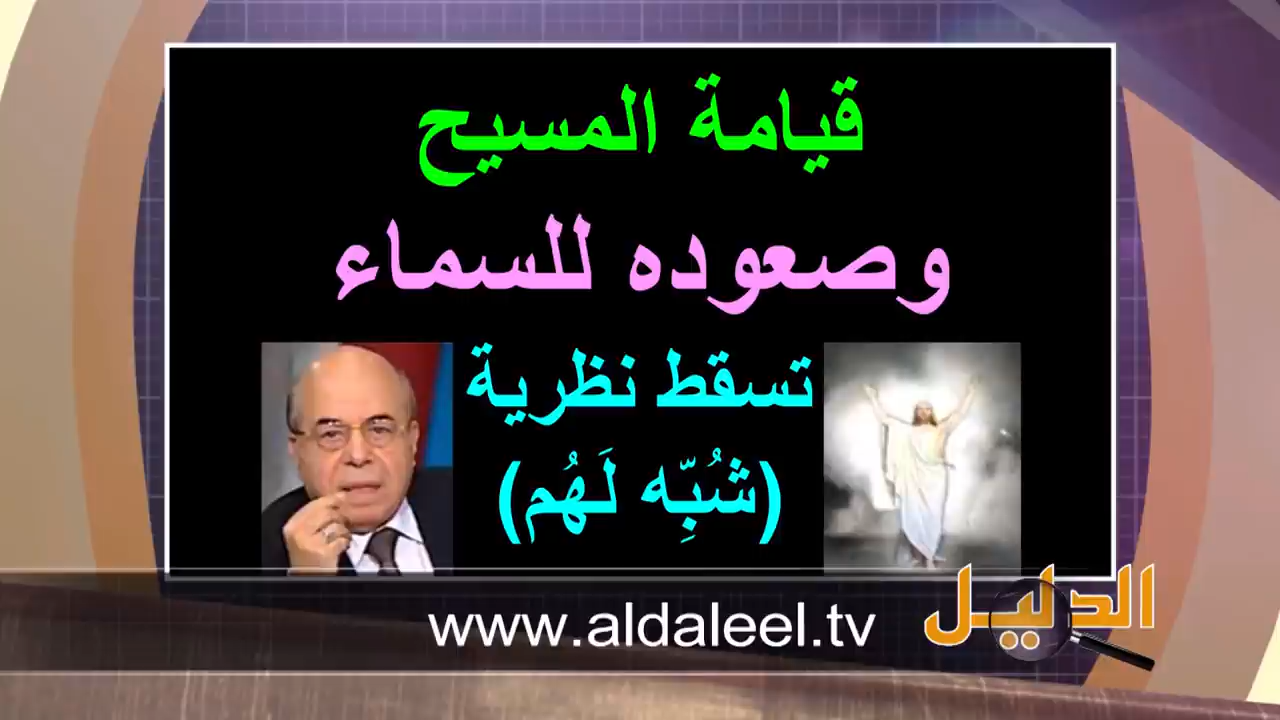 قيامة المسيح
وصعوده للسماء
تسقط نظرية
(شُبِّه لَهُم)
www.aldaleel.tv
الدليل